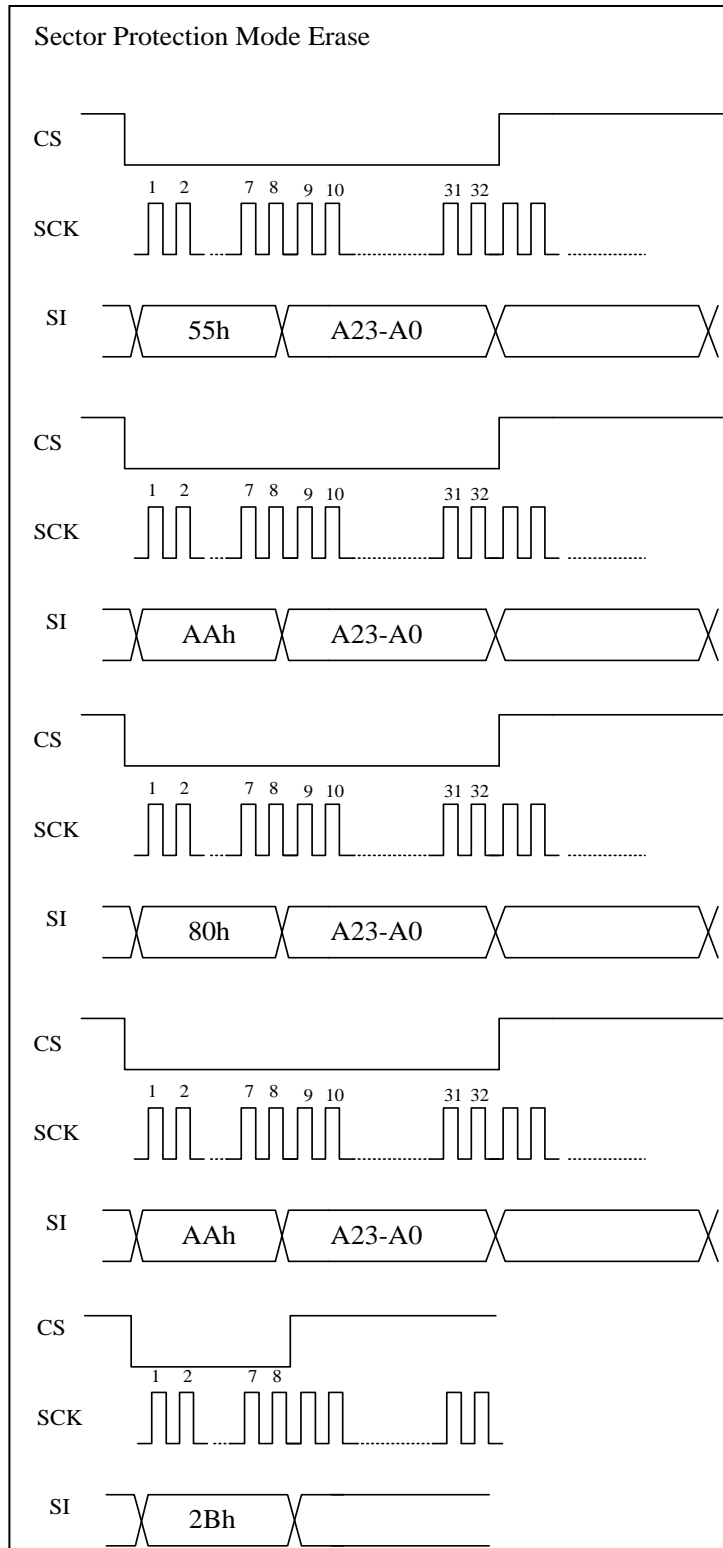 Sector Protection Mode Erase
CS
1 2 7 8 9 10 31 32
SCK
SI 55h A23-A0
CS
1 2 7 8 9 10 31 32
SCK
SI AAh A23-A0
CS
1 2 7 8 9 10 31 32
SCK
SI 80h A23-A0
CS
1 2 7 8 9 10 31 32
SCK
SI AAh A23-A0
CS
1 2 7 8
SCK
SI 2Bh